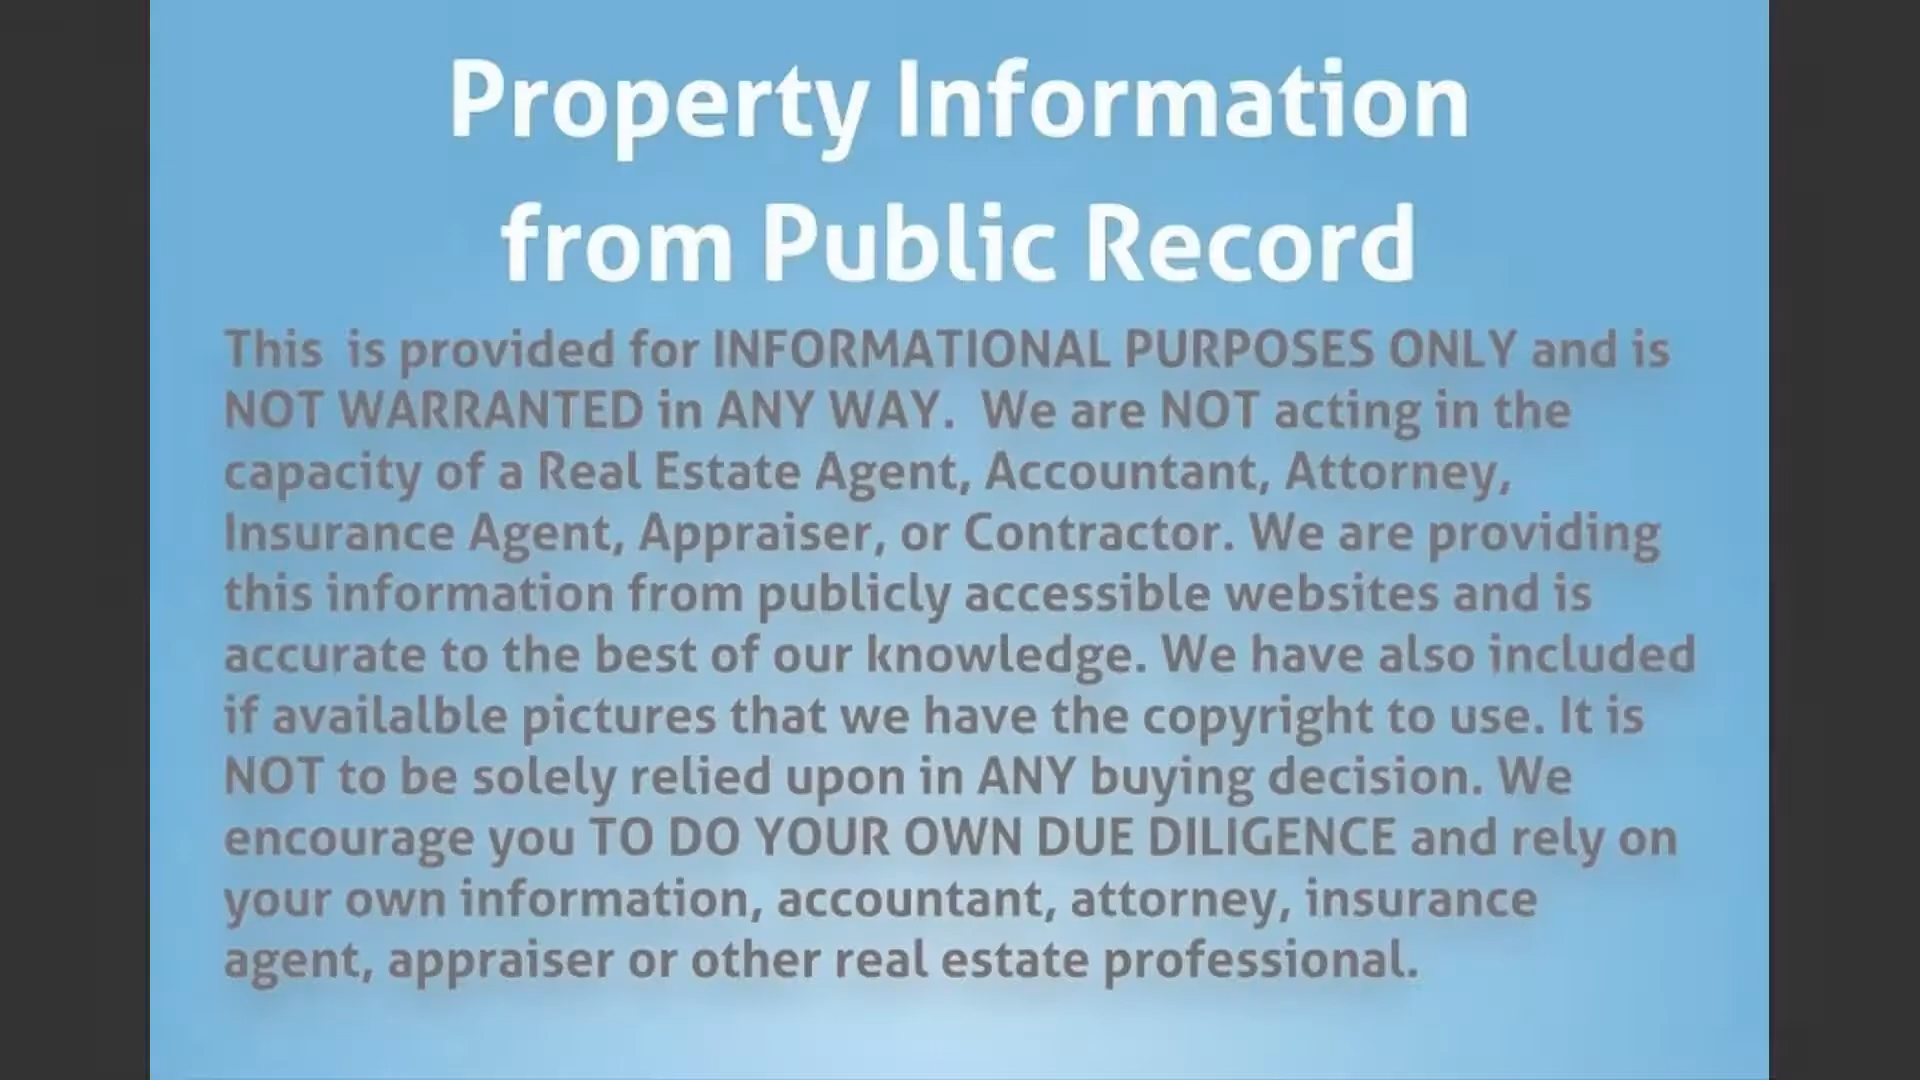 Property Information
from Public Record
This  is provided for INFORMATIONAL PURPOSES ONLY and is
NOT WARRANTED in ANY WAY.  We are NOT acting in the
capacity of a Real Estate Agent, Accountant, Attorney,
Insurance Agent, Appraiser, or Contractor. We are providing
this information from publicly accessible websites and is
accurate to the best of our knowledge. We have also included
if availalble pictures that we have the copyright to use. It is
NOT to be solely relied upon in ANY buying decision. We
encourage you TO DO YOUR OWN DUE DILIGENCE and rely on
your own information, accountant, attorney, insurance
agent, appraiser or other real estate professional.